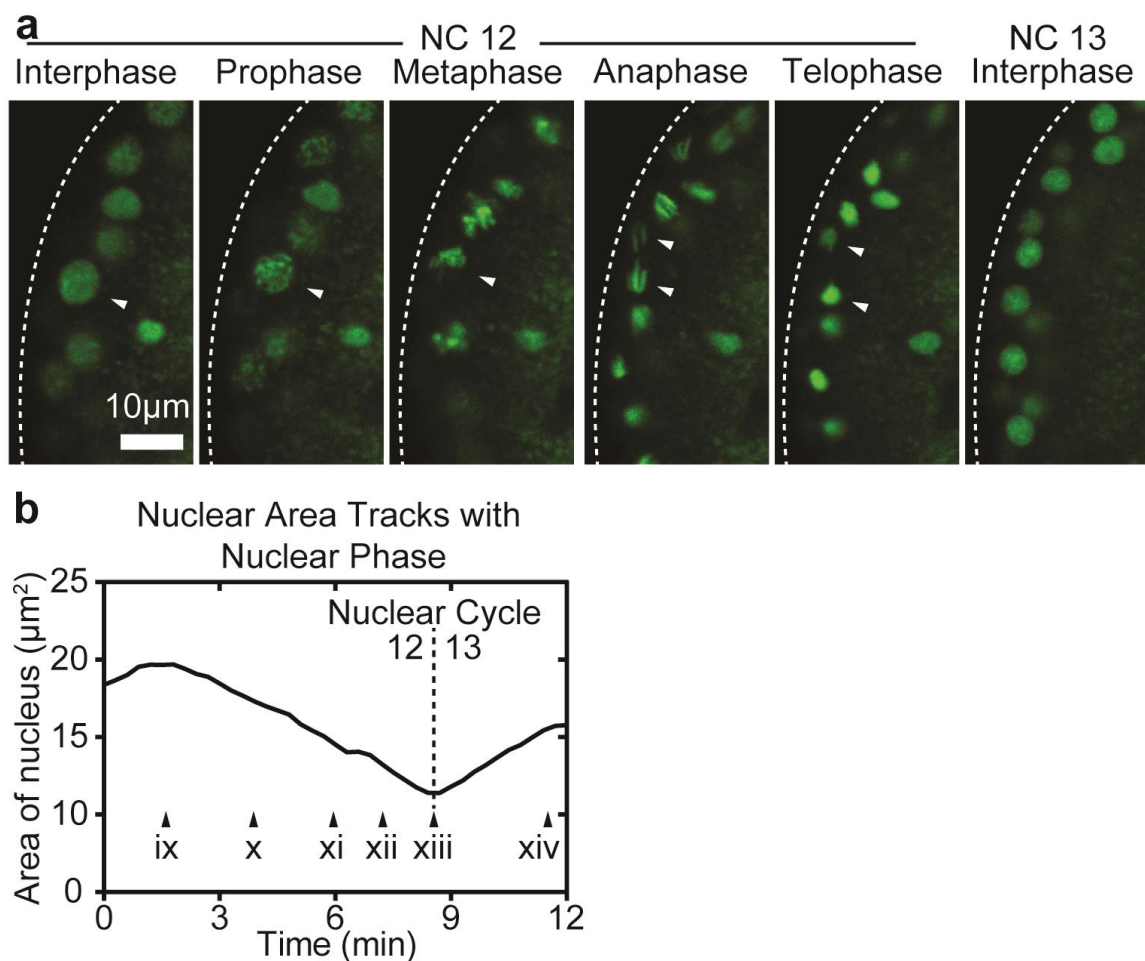 a
NC 12
NC 13
Interphase
Prophase
Metaphase
Anaphase
Telophase
Interphase
10µm
b
Nuclear Area Tracks with
Nuclear Phase
Area of nucleus (µm²)
25
20
15
10
0
Nuclear Cycle
12 13
ix x xi xii xiii xiv
0 3 6 9 12
Time (min)